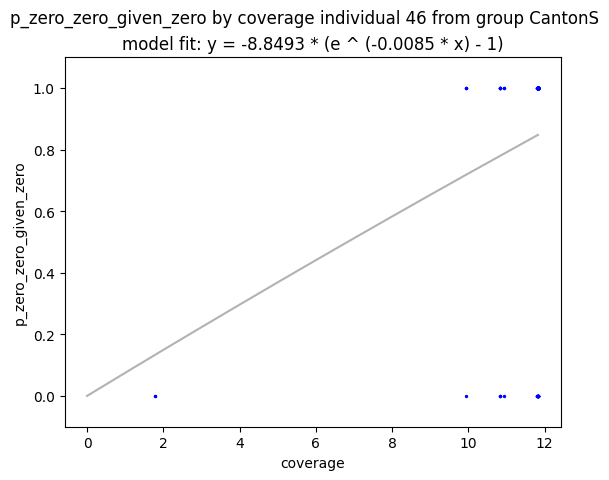 p_zero_zero_given_zero by coverage individual 46 from group CantonS
model fit: y = -8.8493 * (e ^ (-0.0085 * x) - 1)
1.0
0.8
0.6
0.4
0.2
0.0
p_zero_zero_given_zero
0 2 4 6 8 10 12
coverage